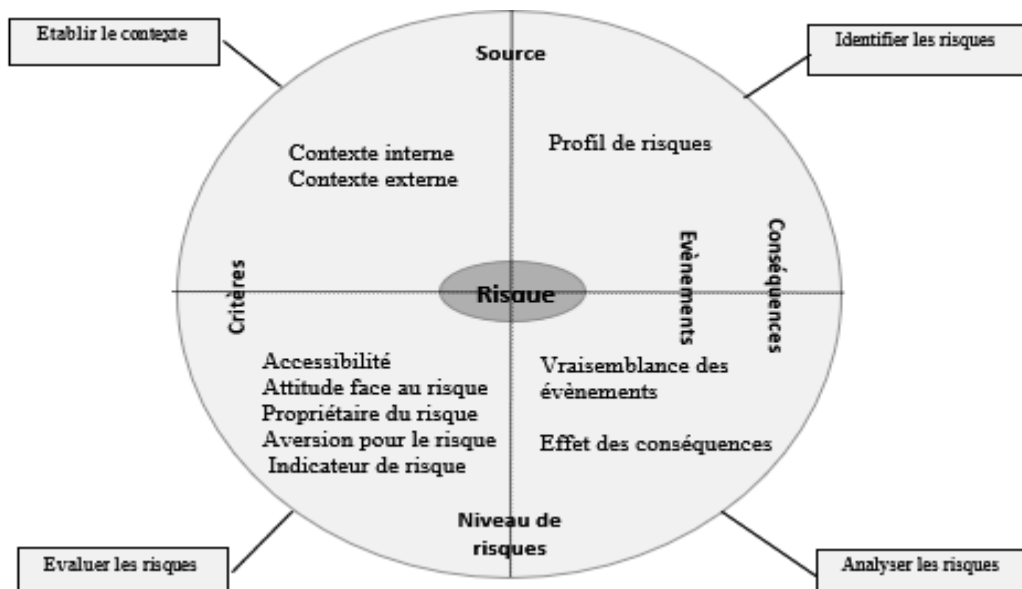 Etablir le contexte
Identifier les risques
Source
Contexte interne
Contexte externe
Profil de risques
Critères
Risque
Evènements
Conséquences
Accessibilité
Attitude face au risque
Propriétaire du risque
Aversion pour le risque
Indicateur de risque
Vraisemblance des
évènements
Effet des conséquences
Niveau de
risques
Evaluer les risques
Analyser les risques